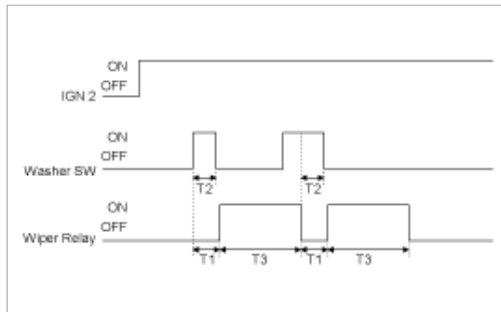 ON
OFF
IGN 2
ON
OFF
Washer SW
T2 T2
ON
OFF
Wiper Relay
T1 T3 T1 T3